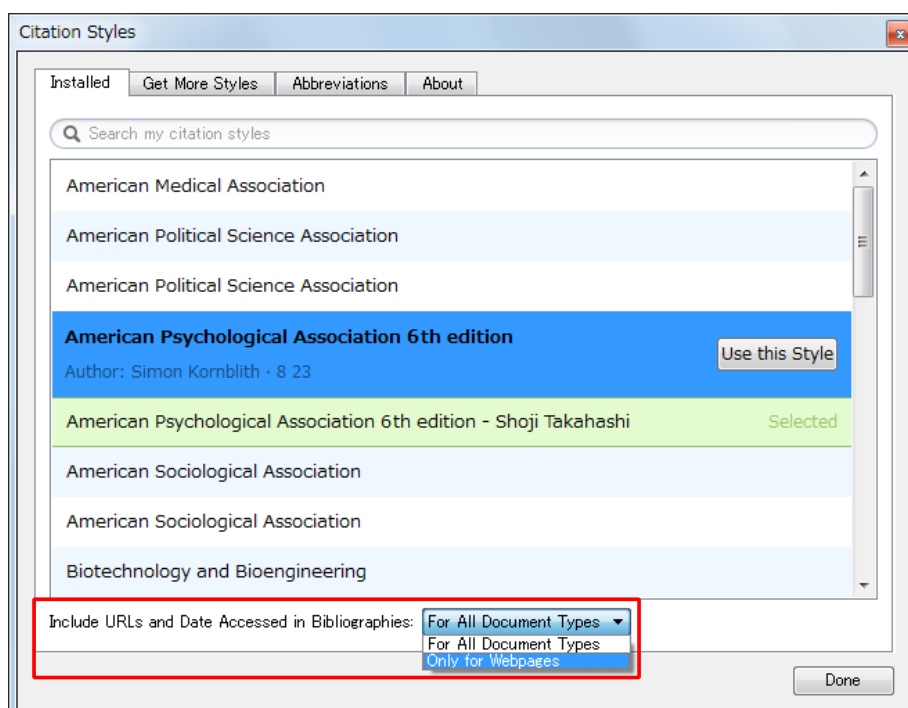 Citation Styles
Installed
Get More Styles
Abbreviations
About
Search my citation styles
American Medical Association
American Political Science Association
American Political Science Association
American Psychological Association 6th edition
Use this Style
Author: Simon Kornblith · 8 23
American Psychological Association 6th edition - Shoji Takahashi
Selected
American Sociological Association
American Sociological Association
Biotechnology and Bioengineering
Include URLs and Date Accessed in Bibliographies: For All Document Types
For All Document Types
Only for Webpages
Done